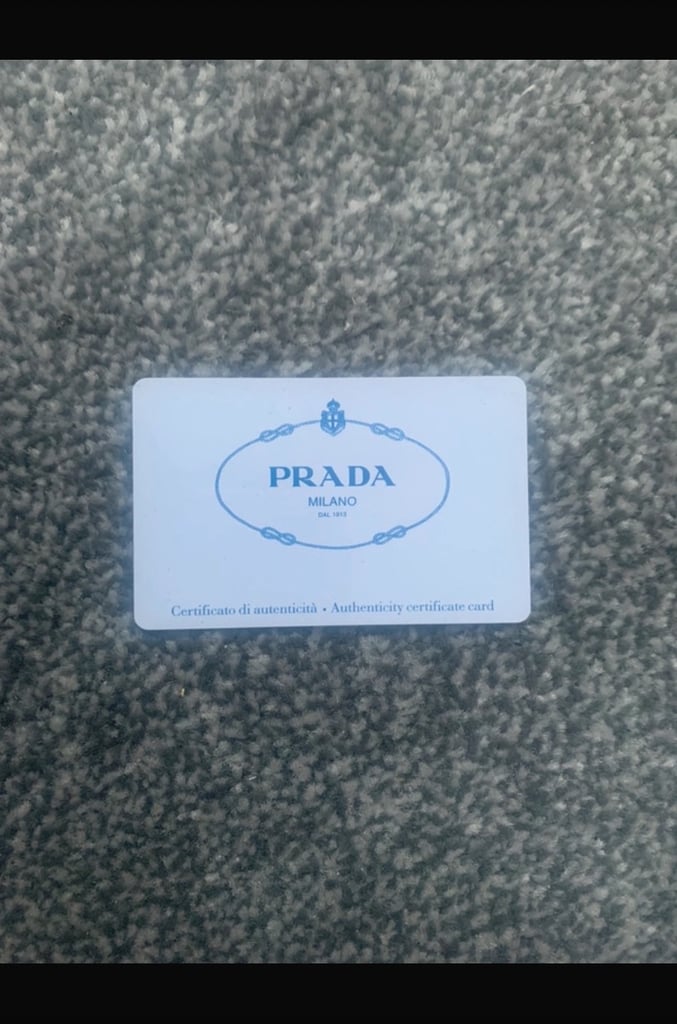 PRADA
MILANO
DAL 1913
Certificato di autenticità • Authenticity certificate card